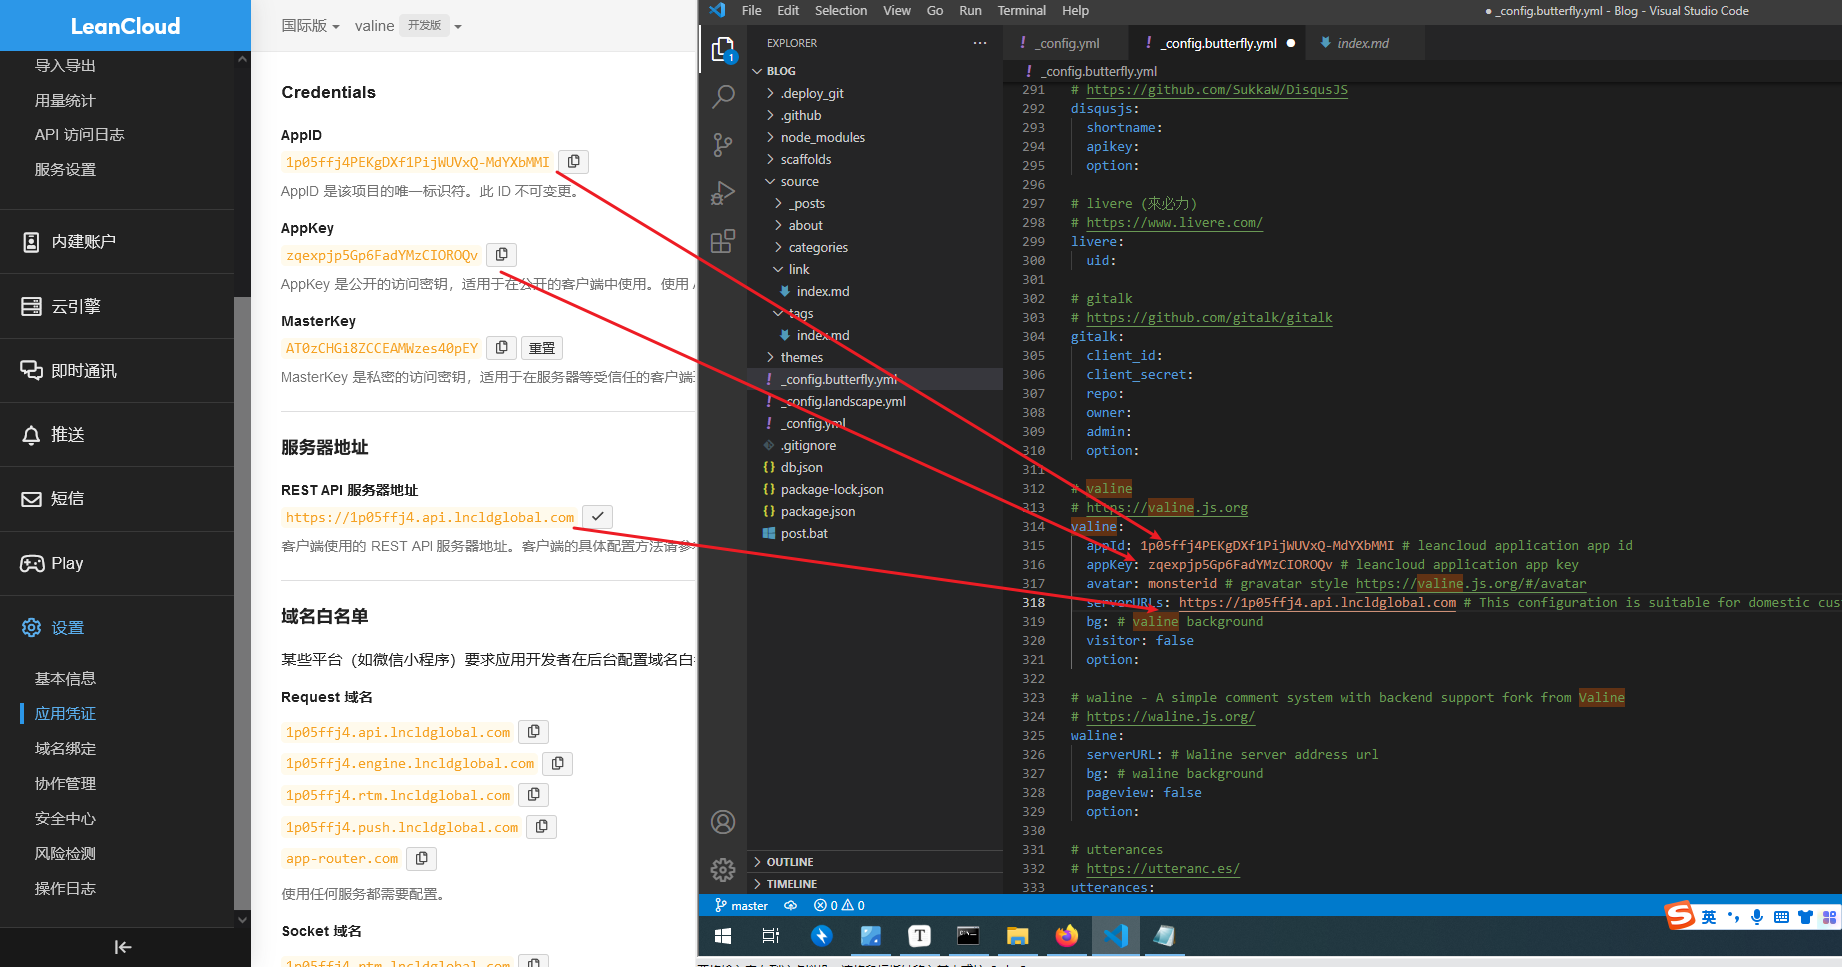 LeanCloud
导入导出
用量统计
API 访问日志
服务设置
内建账户
云引擎
即时通讯
推送
短信
Play
设置
基本信息
应用凭证
域名绑定
协作管理
安全中心
风险检测
操作日志
国际版 valine 开发版
Credentials
AppID
1p05ffj4PEKgDXf1PijWUVxQ-MdYXbMMI
AppID 是该项目的唯一标识符。此 ID 不可变更。
AppKey
zqexpjp5Gp6FadYMzCIOROQv
AppKey 是公开的访问密钥，适用于在公开的客户端中使用。使用
MasterKey
AT0zCHGi8ZCCEAMWzes40pEY 重置
MasterKey 是私密的访问密钥，适用于在服务器等受信任的客户端
服务器地址
REST API 服务器地址
https://1p05ffj4.api.lncldglobal.com
客户端使用的 REST API 服务器地址。客户端的具体配置方法请参
域名白名单
某些平台（如微信小程序）要求应用开发者在后台配置域名白
Request 域名
1p05ffj4.api.lncldglobal.com
1p05ffj4.engine.lncldglobal.com
1p05ffj4.rtm.lncldglobal.com
1p05ffj4.push.lncldglobal.com
app-router.com
使用任何服务都需要配置。
Socket 域名
1p05ffj4.rtm.lncldglobal.com
File Edit Selection View Go Run Terminal Help ● _config.butterfly.yml - Blog - Visual Studio Code
EXPLORER ···
BLOG
.deploy_git
.github
node_modules
scaffolds
source
_posts
about
categories
link
index.md
tags
index.md
themes
! _config.butterfly.yml
! _config.landscape.yml
! _config.yml
.gitignore
{} db.json
{} package-lock.json
{} package.json
post.bat
OUTLINE
TIMELINE
! _config.yml ! _config.butterfly.yml ● index.md
! _config.butterfly.yml
291 # https://github.com/SukkaW/DisqusJS
292 disqusjs:
293 shortname:
294 apikey:
295 option:
296
297 # livere (來必力)
298 # https://www.livere.com/
299 livere:
300 uid:
301
302 # gitalk
303 # https://github.com/gitalk/gitalk
304 gitalk:
305 client_id:
306 client_secret:
307 repo:
308 owner:
309 admin:
310 option:
311
312 # valine
313 # https://valine.js.org
314 valine:
315 appId: 1p05ffj4PEKgDXf1PijWUVxQ-MdYXbMMI # leancloud application app id
316 appKey: zqexpjp5Gp6FadYMzCIOROQv # leancloud application app key
317 avatar: monsterid # gravatar style https://valine.js.org/#/avatar
318 serverURLs: https://1p05ffj4.api.lncldglobal.com # This configuration is suitable for domestic cus
319 bg: # valine background
320 visitor: false
321 option:
322
323 # waline - A simple comment system with backend support fork from Valine
324 # https://waline.js.org/
325 waline:
326 serverURL: # Waline server address url
327 bg: # waline background
328 pageview: false
329 option:
330
331 # utterances
332 # https://utteranc.es/
333 utterances:
master 0 0
英